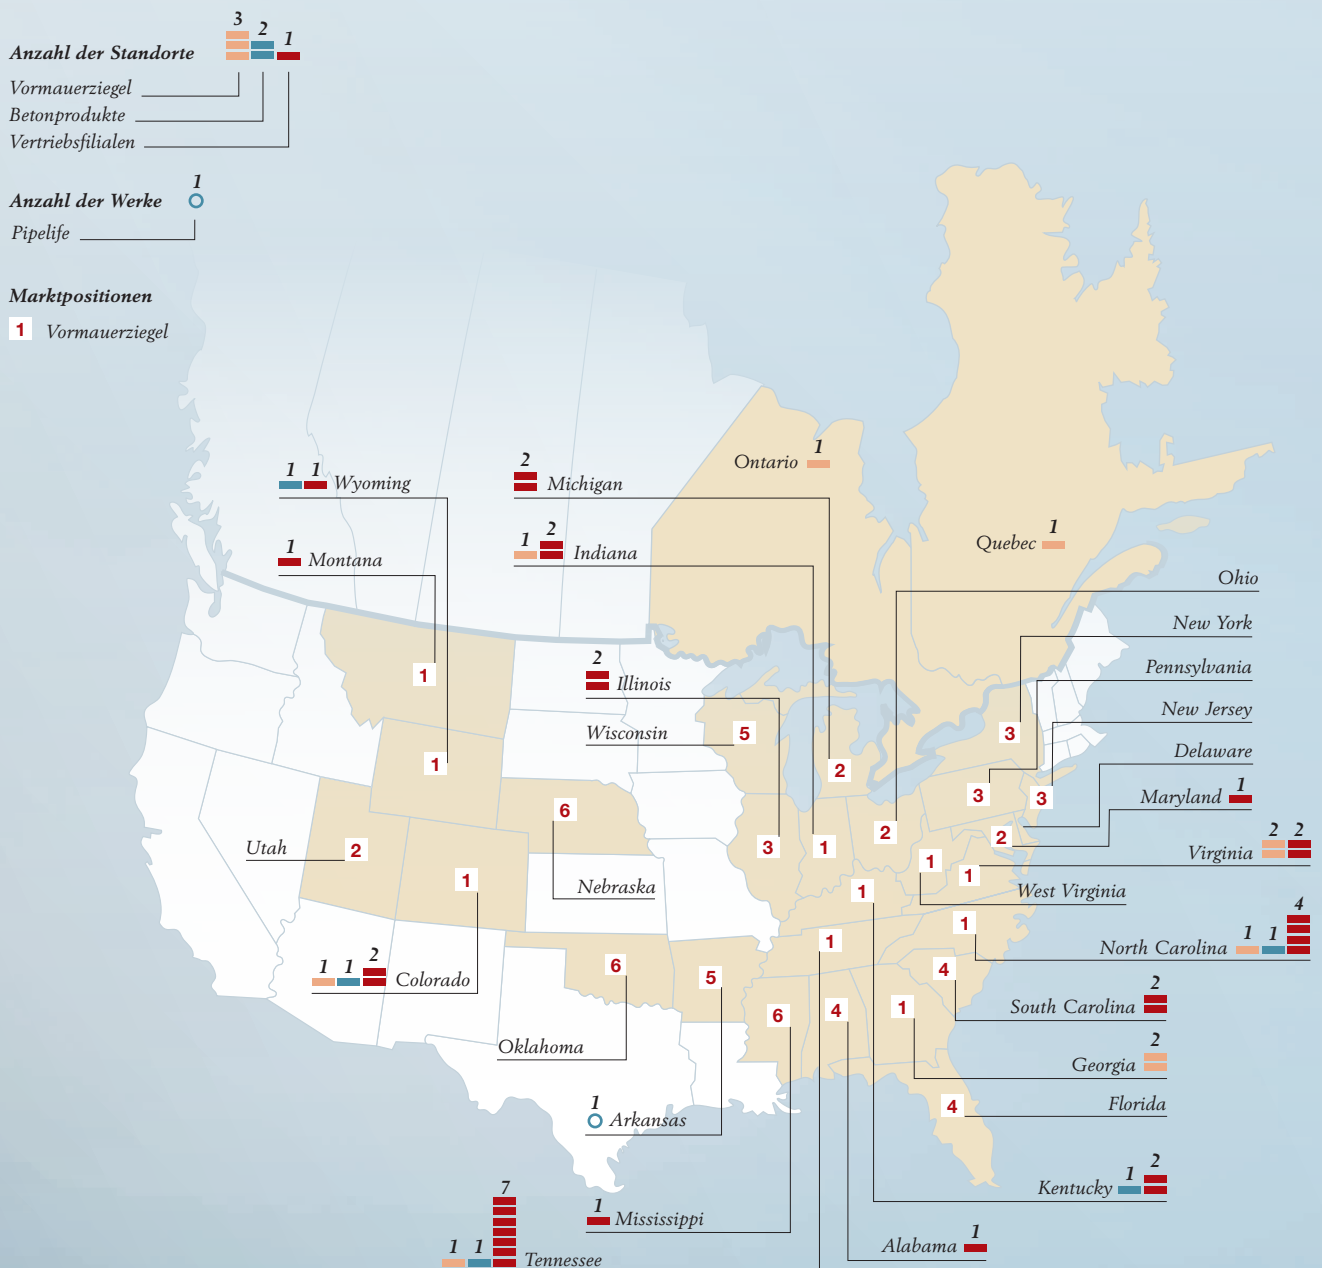 3 2 1
Anzahl der Standorte
Vormauerziegel
Betonprodukte
Vertriebsfilialen
1
Anzahl der Werke
Pipelife
Marktpositionen
1 Vormauerziegel
1
Ontario
2
Michigan
1 1
Wyoming
1 2
Indiana
1
Quebec
1
Montana
Ohio
New York
Pennsylvania
New Jersey
Delaware
1
Maryland
2 2
Virginia
West Virginia
4
1 1
North Carolina
2
South Carolina
2
Georgia
Florida
1 2
Kentucky
1
Alabama
2
Illinois
Wisconsin
Utah
Nebraska
1 1 2
Colorado
Oklahoma
1
Arkansas
1
Mississippi
7
1 1
Tennessee
1
1
5
3
2
3
3
6
2
2
2
3
1
1
1
1
1
1
1
4
6
5
6
4
1
4